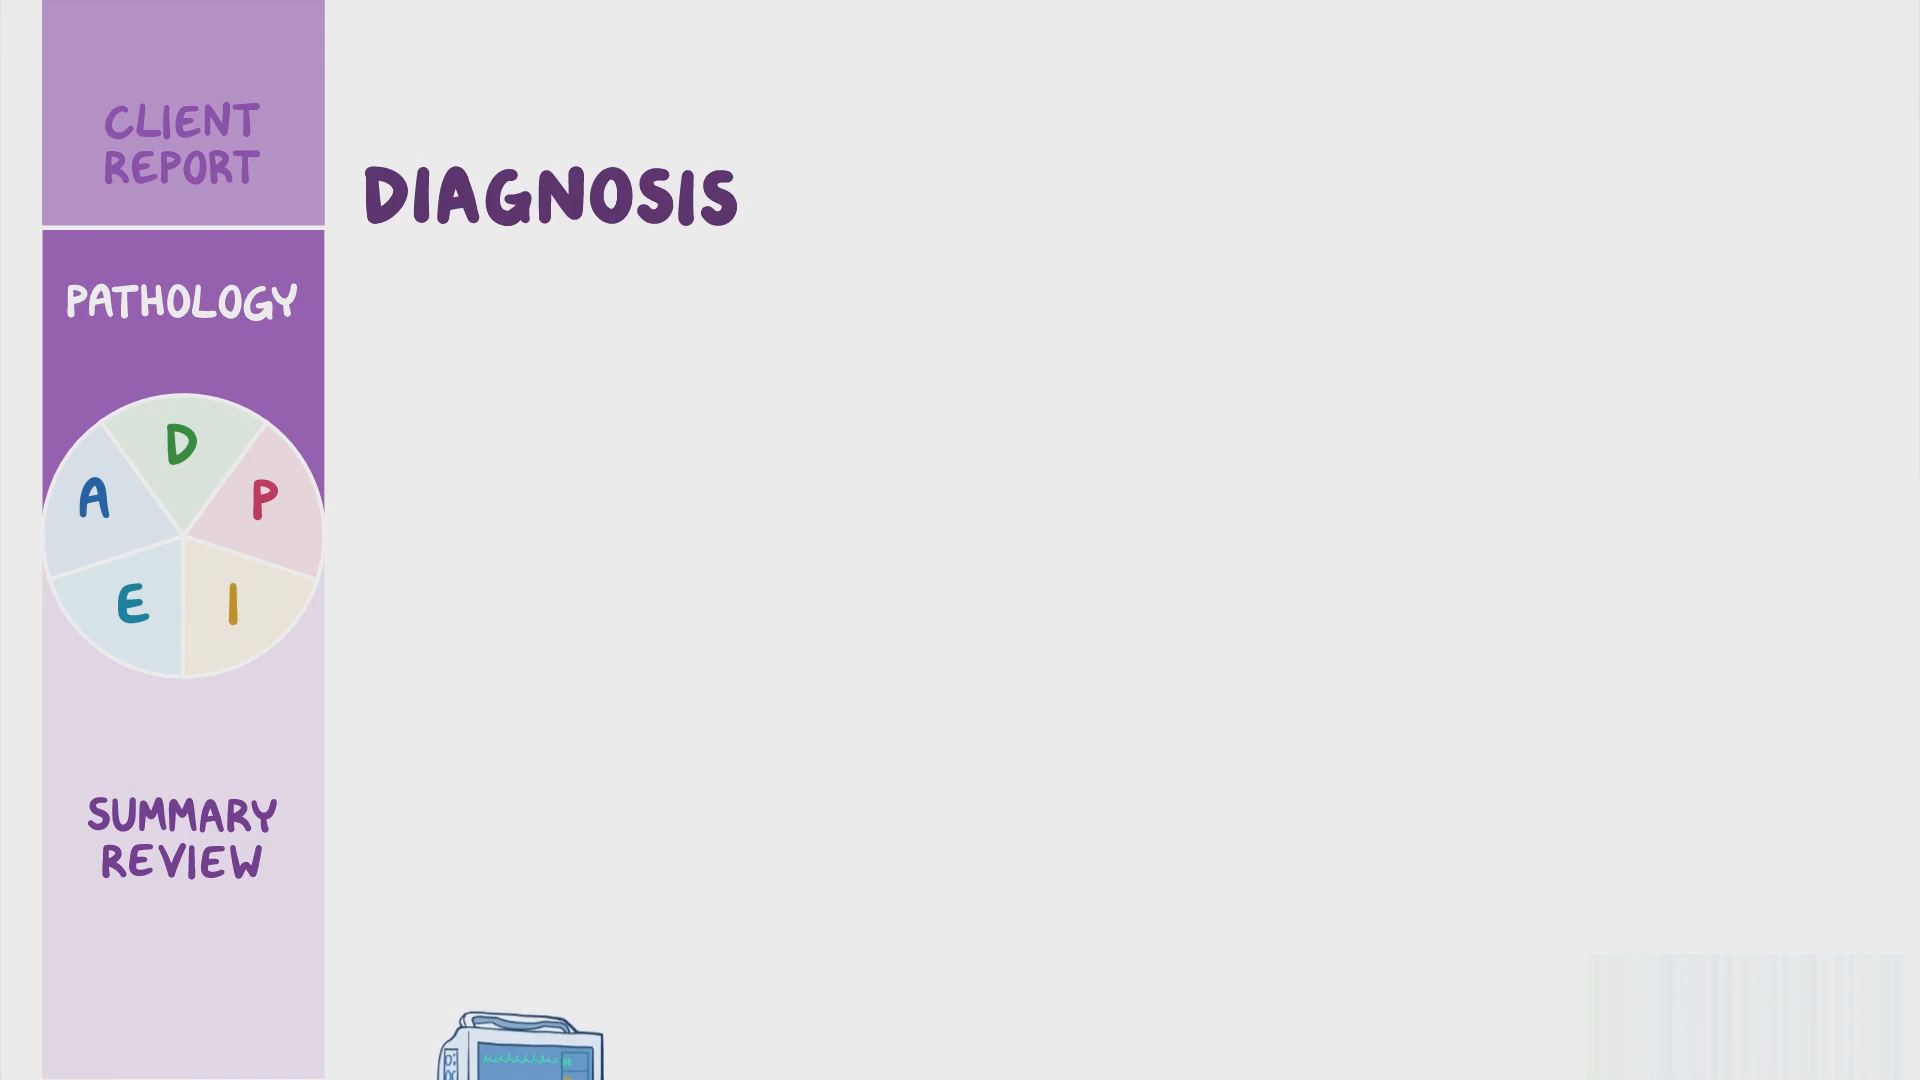 CLIENT
REPORT
DIAGNOSIS
PATHOLOGY
D
A
P
E
I
SUMMARY
REVIEW